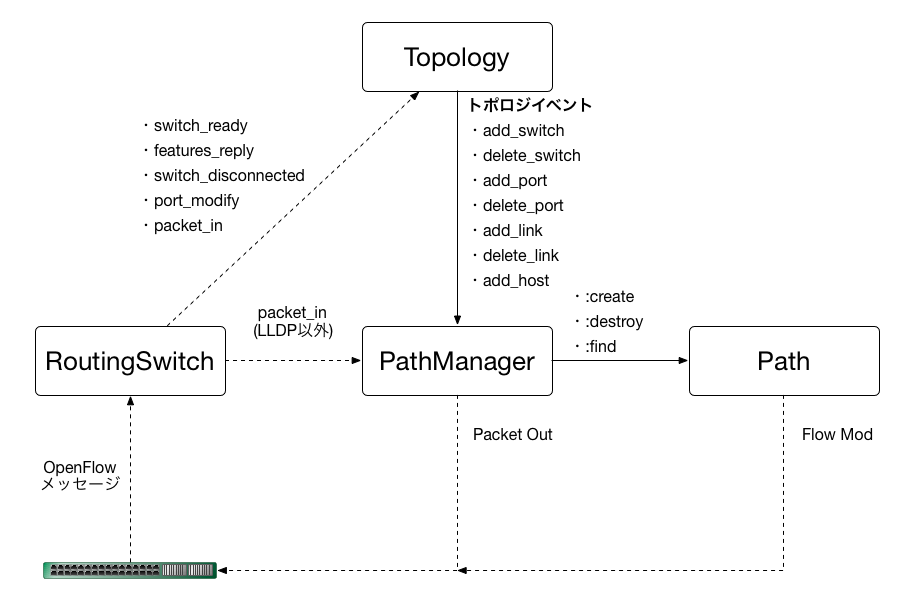 Topology
・switch_ready
・features_reply
・switch_disconnected
・port_modify
・packet_in
トポロジイベント
・add_switch
・delete_switch
・add_port
・delete_port
・add_link
・delete_link
・add_host
packet_in
(LLDP以外)
・:create
・:destroy
・:find
RoutingSwitch
PathManager
Path
Packet Out
Flow Mod
OpenFlow
メッセージ